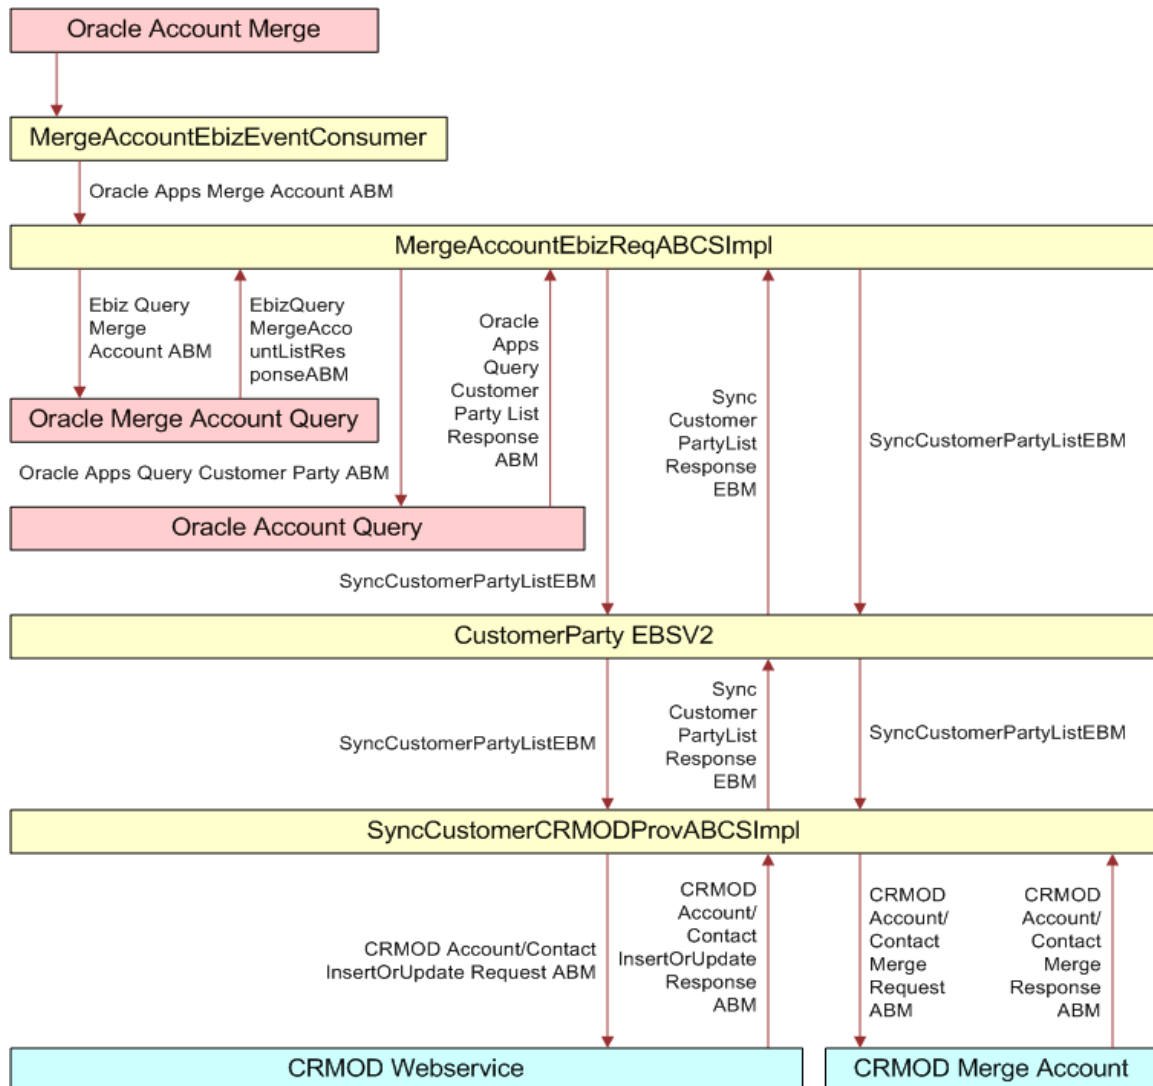 Oracle Account Merge
MergeAccountEbizEventConsumer
Oracle Apps Merge Account ABM
MergeAccountEbizReqABCSImpl
Ebiz Query
Merge
Account ABM
EbizQuery
MergeAcco
untListRes
ponseABM
Oracle
Apps
Query
Customer
Party List
Response
ABM
Sync
Customer
PartyList
Response
EBM
SyncCustomerPartyListEBM
Oracle Merge Account Query
Oracle Apps Query Customer Party ABM
Oracle Account Query
SyncCustomerPartyListEBM
CustomerParty EBSV2
SyncCustomerPartyListEBM
Sync
Customer
PartyList
Response
EBM
SyncCustomerPartyListEBM
SyncCustomerCRMODProvABCSImpl
CRMOD Account/Contact
InsertOrUpdate Request ABM
CRMOD
Account/
Contact
InsertOrUpdate
Response
ABM
CRMOD
Account/
Contact
Merge
Request
ABM
CRMOD
Account/
Contact
Merge
Response
ABM
CRMOD Webservice
CRMOD Merge Account